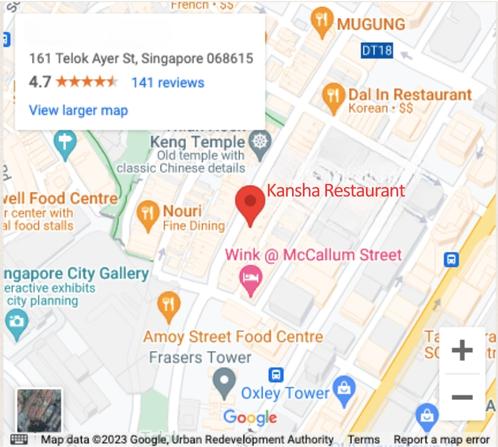 French • $$
MUGUNG
DT18
161 Telok Ayer St, Singapore 068615
4.7
141 reviews
View larger map
Dal In Restaurant
Korean • $$
Keng Temple
Old temple with
classic Chinese details
Kansha Restaurant
well Food Centre
r center with
al food stalls
Nouri
Fine Dining
Wink @ McCallum Street
ngapore City Gallery
eractive exhibits
city planning
Amoy Street Food Centre
Frasers Tower
Oxley Tower
+
−
Google
Map data ©2023 Google, Urban Redevelopment Authority
Terms
Report a map error